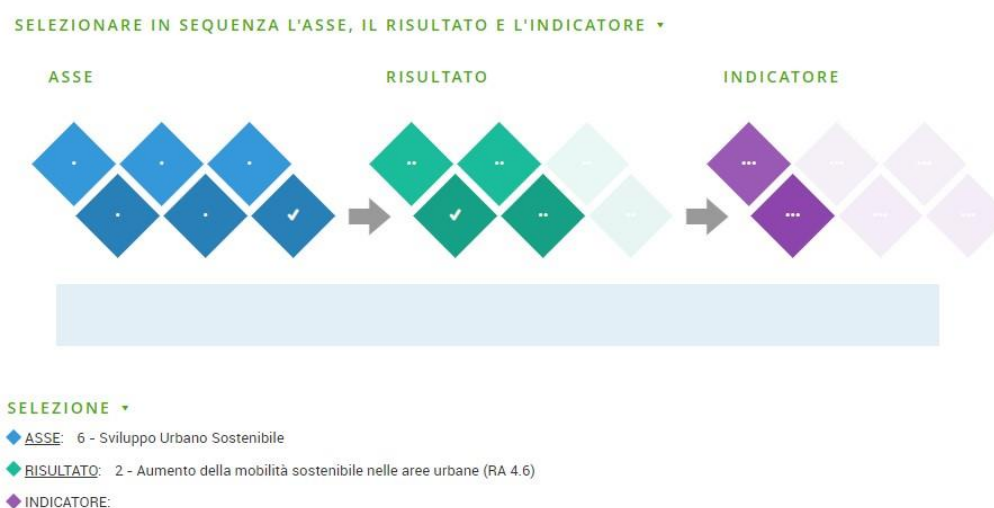 SELEZIONARE IN SEQUENZA L'ASSE, IL RISULTATO E L'INDICATORE
ASSE RISULTATO INDICATORE
SELEZIONE
ASSE: 6 - Sviluppo Urbano Sostenibile
RISULTATO: 2 - Aumento della mobilità sostenibile nelle aree urbane (RA 4.6)
INDICATORE: